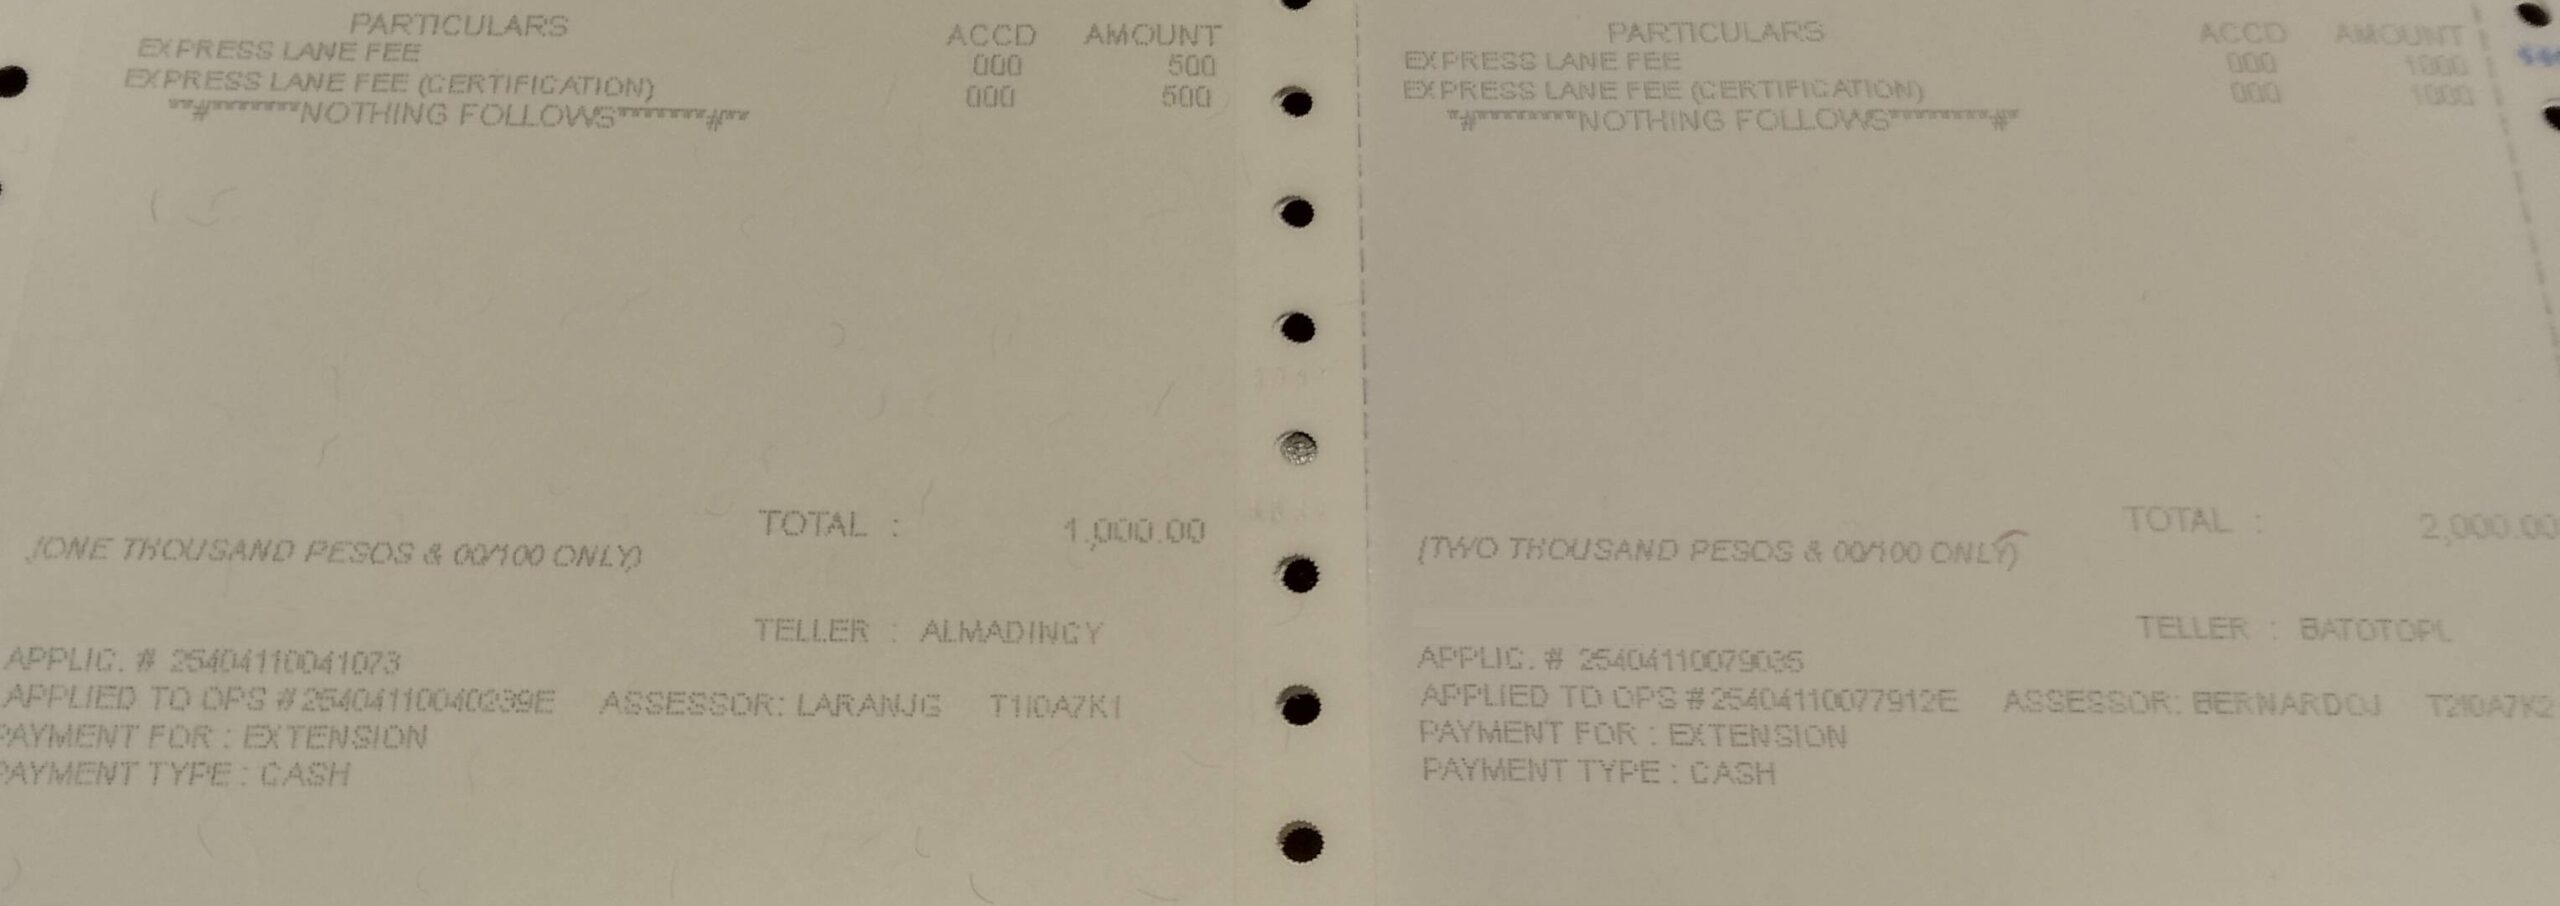 PARTICULARS ACCD AMOUNT
EXPRESS LANE FEE 000 500
EXPRESS LANE FEE (CERTIFICATION) 000 500
**#********NOTHING FOLLOWS********#**
TOTAL : 1,000.00
(ONE THOUSAND PESOS & 00/100 ONLY)
TELLER : ALMADINGY
APPLIC. # 25404110041073
APPLIED TO OPS # 25404110040239E ASSESSOR: LARANJG T1I0A7K1
PAYMENT FOR : EXTENSION
PAYMENT TYPE : CASH
PARTICULARS ACCD AMOUNT
EXPRESS LANE FEE 000 1000
EXPRESS LANE FEE (CERTIFICATION) 000 1000
*#********NOTHING FOLLOWS********#*
TOTAL : 2,000.00
(TWO THOUSAND PESOS & 00/100 ONLY)
TELLER : BATOTOPL
APPLIC. # 25404110079035
APPLIED TO OPS # 25404110077912E ASSESSOR: BERNARDOJ T2I0A7K2
PAYMENT FOR : EXTENSION
PAYMENT TYPE : CASH